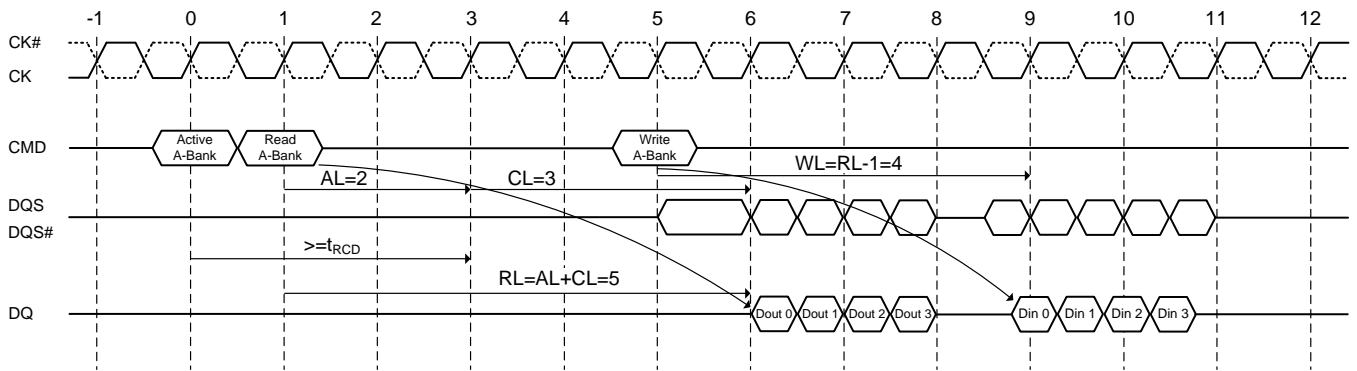 -1 0 1 2 3 4 5 6 7 8 9 10 11 12
CK#
CK
CMD
Active
A-Bank
Read
A-Bank
Write
A-Bank
WL=RL-1=4
AL=2
CL=3
DQS
DQS#
>=tRCD
RL=AL+CL=5
DQ
Dout 0 Dout 1 Dout 2 Dout 3 Din 0 Din 1 Din 2 Din 3